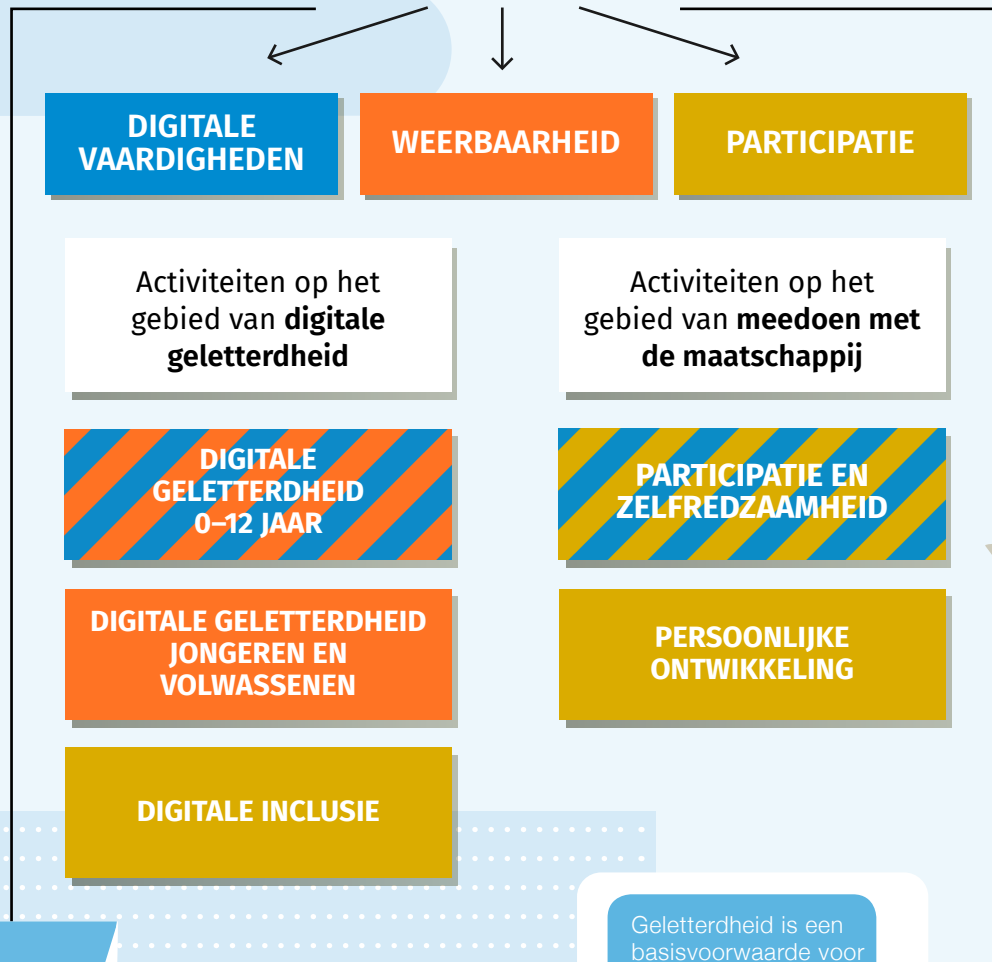 DIGITALE
VAARDIGHEDEN
WEERBAARHEID
PARTICIPATIE
Activiteiten op het
gebied van digitale
geletterdheid
DIGITALE
GELETTERDHEID
0–12 JAAR
DIGITALE GELETTERDHEID
JONGEREN EN
VOLWASSENEN
DIGITALE INCLUSIE
Activiteiten op het
gebied van meedoen met
de maatschappij
PARTICIPATIE EN
ZELFREDZAAMHEID
PERSOONLIJKE
ONTWIKKELING
Geletterdheid is een
basisvoorwaarde voor